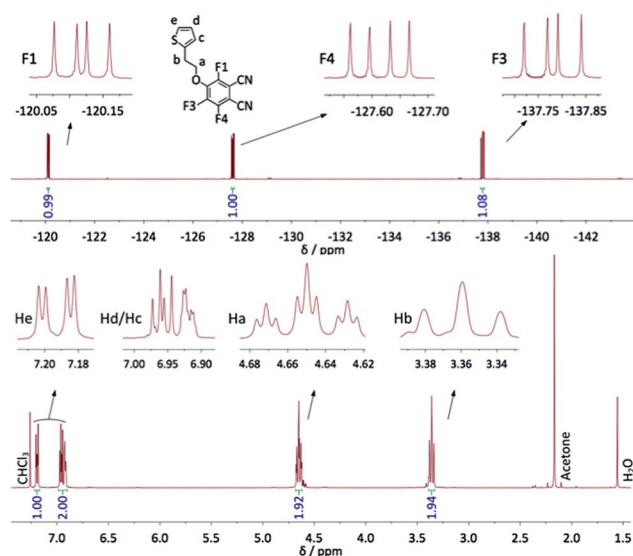 F1
F4
F3
e
d
S
c
b
a
O
F1
CN
F3
CN
F4
-120.05 -120.15
-127.60 -127.70
-137.75 -137.85
0.99
1.00
1.08
-120 -122 -124 -126 -128 -130 -132 -134 -136 -138 -140 -142
δ / ppm
He
Hd/Hc
Ha
Hb
7.20 7.18
7.00 6.95 6.90
4.68 4.66 4.64 4.62
3.38 3.36 3.34
CHCl3
Acetone
H2O
1.00
2.00
1.92
1.94
7.0 6.5 6.0 5.5 5.0 4.5 4.0 3.5 3.0 2.5 2.0 1.5
δ / ppm